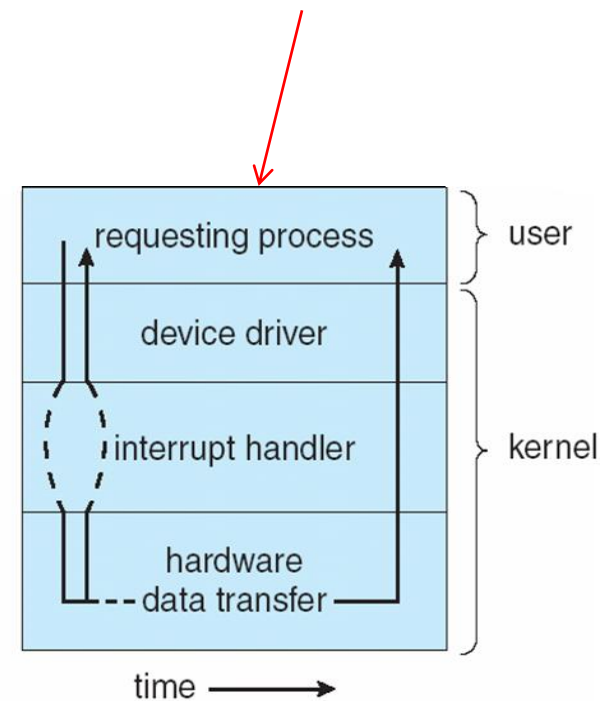 requesting process
user
device driver
interrupt handler
kernel
hardware
data transfer
time